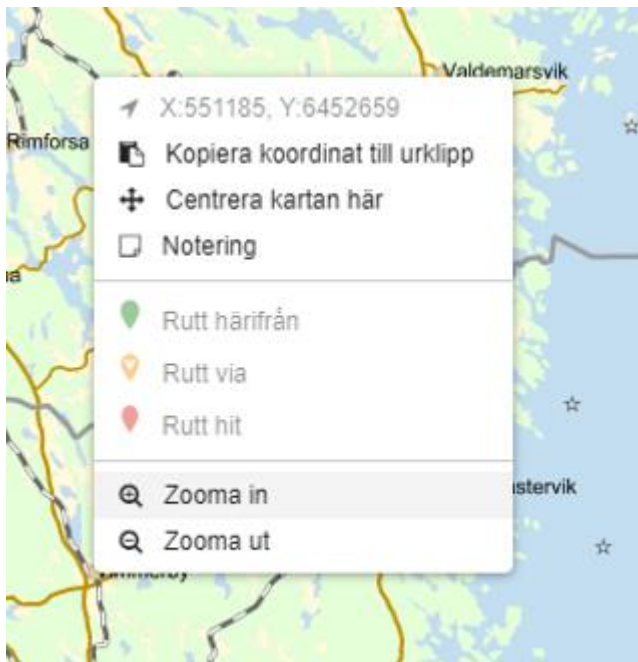 Valdemarsvik
X:551185, Y:6452659
Rimforsa
Kopiera koordinat till urklipp
Centrera kartan här
Notering
Rutt härifrån
Rutt via
Rutt hit
Zooma in
Zooma ut